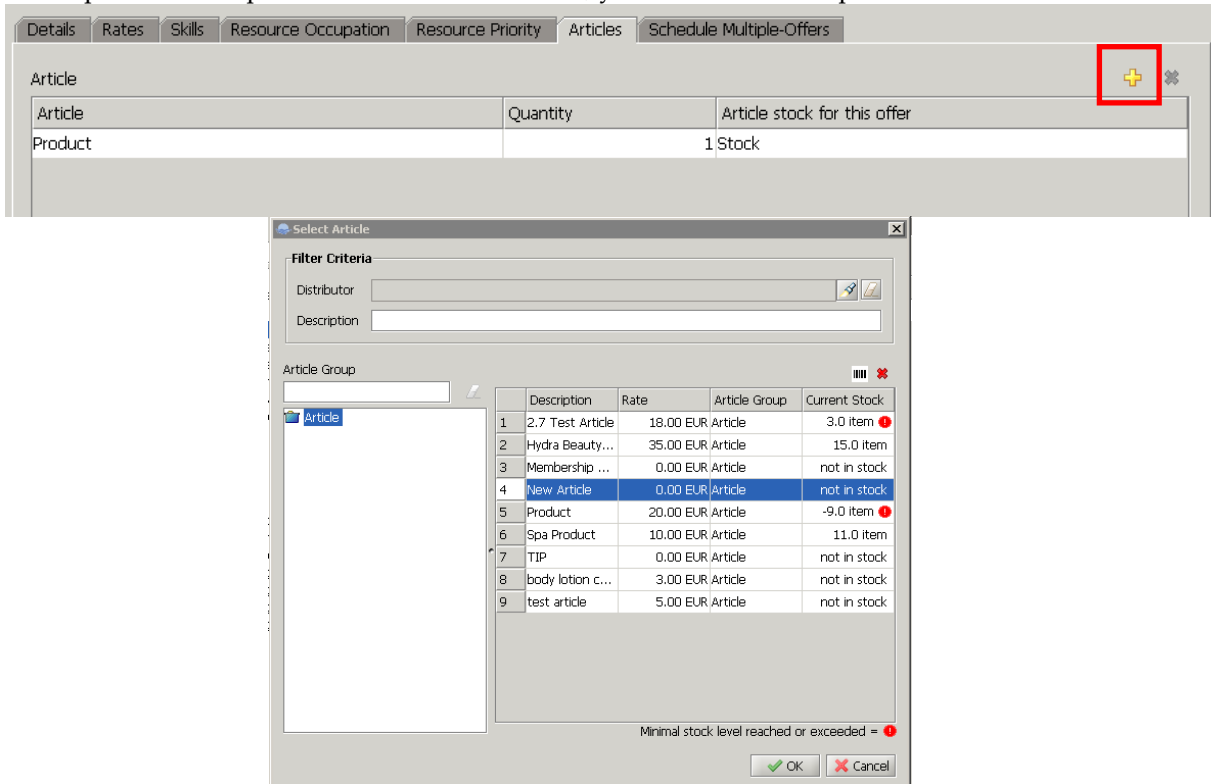 Details Rates Skills Resource Occupation Resource Priority Articles Schedule Multiple-Offers
Article
Article Quantity Article stock for this offer
Product 1 Stock
Select Article
Filter Criteria
Distributor
Description
Article Group
Article
Description Rate Article Group Current Stock
1 2.7 Test Article 18.00 EUR Article 3.0 item
2 Hydra Beauty... 35.00 EUR Article 15.0 item
3 Membership ... 0.00 EUR Article not in stock
4 New Article 0.00 EUR Article not in stock
5 Product 20.00 EUR Article -9.0 item
6 Spa Product 10.00 EUR Article 11.0 item
7 TIP 0.00 EUR Article not in stock
8 body lotion c... 3.00 EUR Article not in stock
9 test article 5.00 EUR Article not in stock
Minimal stock level reached or exceeded =
OK Cancel